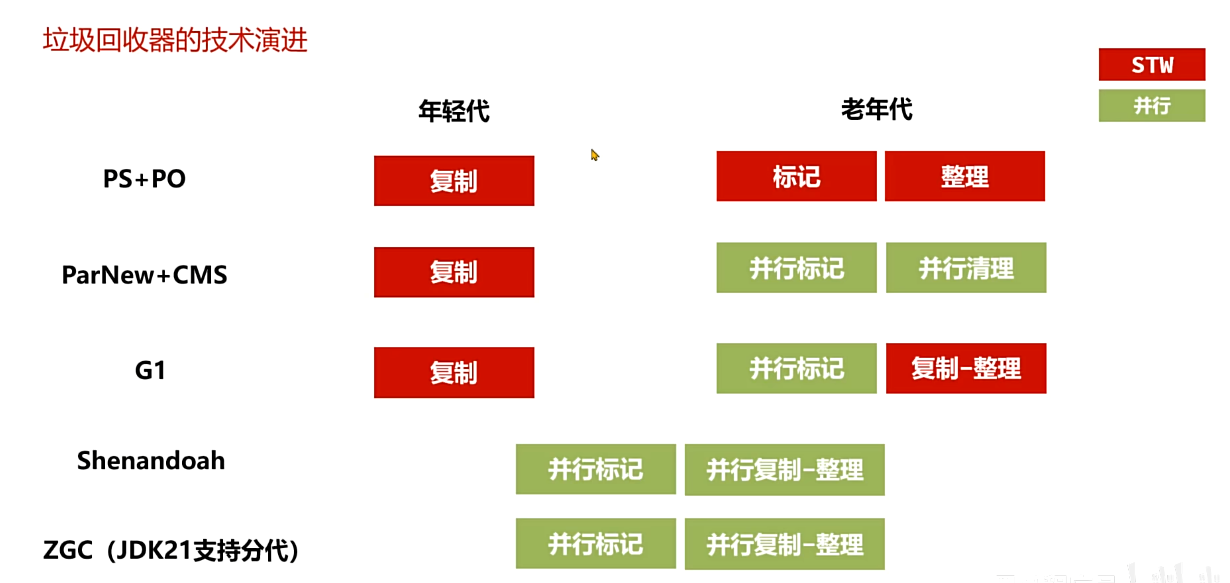 垃圾回收器的技术演进
STW
并行
年轻代
老年代
PS+PO
复制
标记
整理
ParNew+CMS
复制
并行标记
并行清理
G1
复制
并行标记
复制-整理
Shenandoah
并行标记
并行复制-整理
ZGC（JDK21支持分代）
并行标记
并行复制-整理